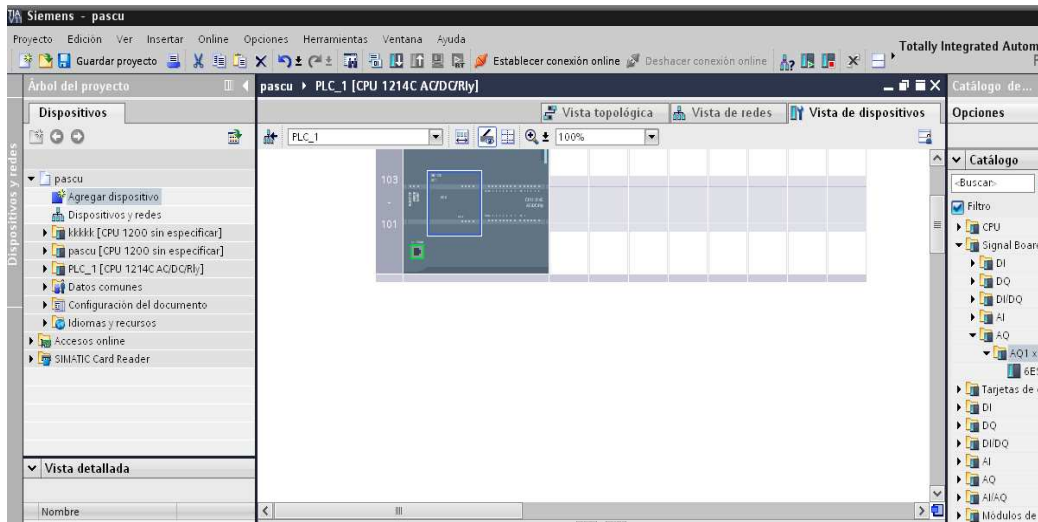 Siemens - pascu
Proyecto Edición Ver Insertar Online Opciones Herramientas Ventana Ayuda
Guardar proyecto Establecer conexión online Deshacer conexión online
Totally Integrated Autom
P
Árbol del proyecto
Dispositivos
Dispositivos y redes
pascu
Agregar dispositivo
Dispositivos y redes
kkkkk [CPU 1200 sin especificar]
pascu [CPU 1200 sin especificar]
PLC_1 [CPU 1214C AC/DC/Rly]
Datos comunes
Configuración del documento
Idiomas y recursos
Accesos online
SIMATIC Card Reader
Vista detallada
Nombre
pascu PLC_1 [CPU 1214C AC/DC/Rly]
Vista topológica Vista de redes Vista de dispositivos
PLC_1 100%
103
-
101
Catálogo de...
Opciones
Catálogo
<Buscar>
Filtro
CPU
Signal Board
DI
DQ
DI/DQ
AI
AQ
AQ1 x
6ES
Tarjetas de
DI
DQ
DI/DQ
AI
AQ
AI/AQ
Módulos de